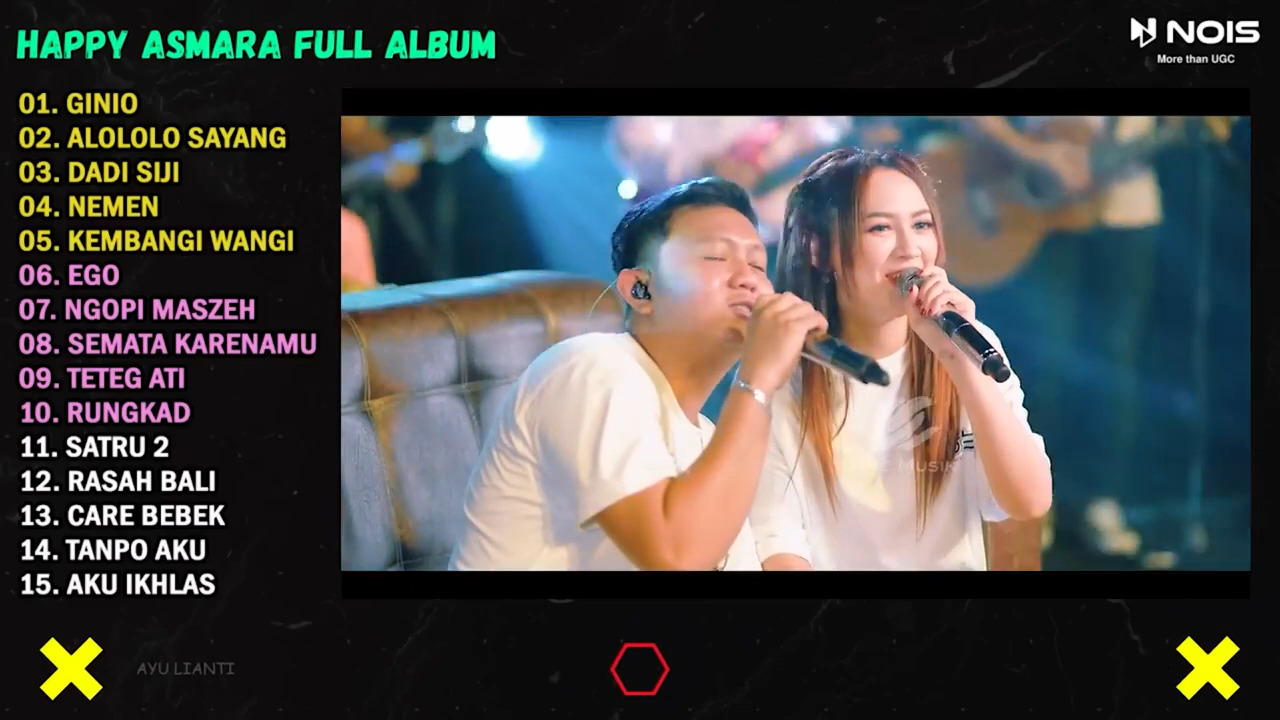 HAPPY ASMARA FULL ALBUM
NOIS
More than UGC
01. GINIO
02. ALOLOLO SAYANG
03. DADI SIJI
04. NEMEN
05. KEMBANGI WANGI
06. EGO
07. NGOPI MASZEH
08. SEMATA KARENAMU
09. TETEG ATI
10. RUNGKAD
11. SATRU 2
12. RASAH BALI
13. CARE BEBEK
14. TANPO AKU
15. AKU IKHLAS
MUSIK
AYU LIANTI